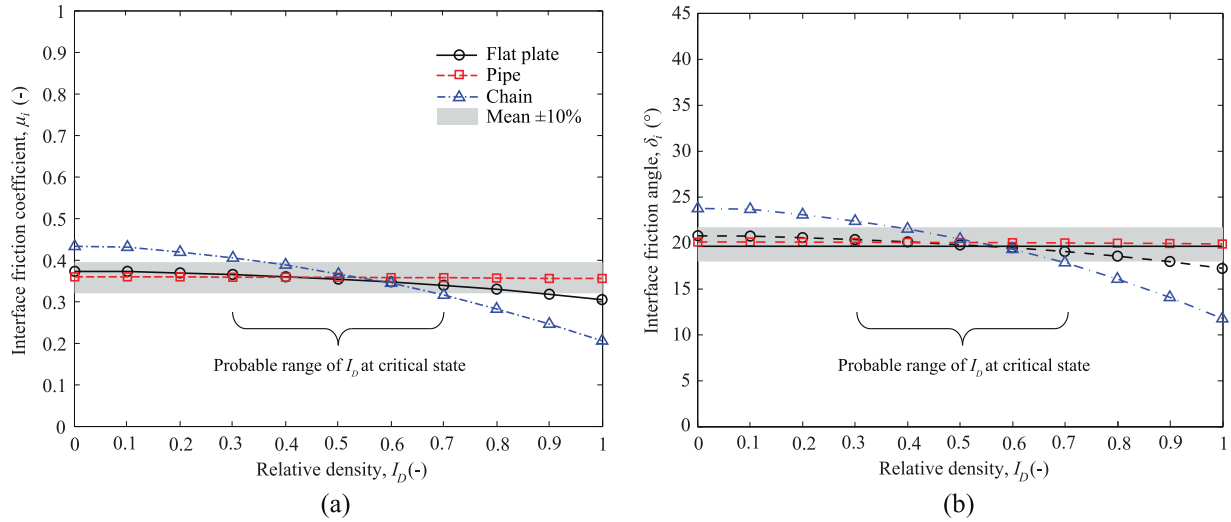 1
0.9
0.8
0.7
0.6
0.5
0.4
0.3
0.2
0.1
0
Interface friction coefficient, μi (-)
Flat plate
Pipe
Chain
Mean ±10%
Probable range of ID at critical state
0 0.1 0.2 0.3 0.4 0.5 0.6 0.7 0.8 0.9 1
Relative density, ID(-)
(a)
45
40
35
30
25
20
15
10
5
0
Interface friction angle, δi (°)
Probable range of ID at critical state
0 0.1 0.2 0.3 0.4 0.5 0.6 0.7 0.8 0.9 1
Relative density, ID(-)
(b)